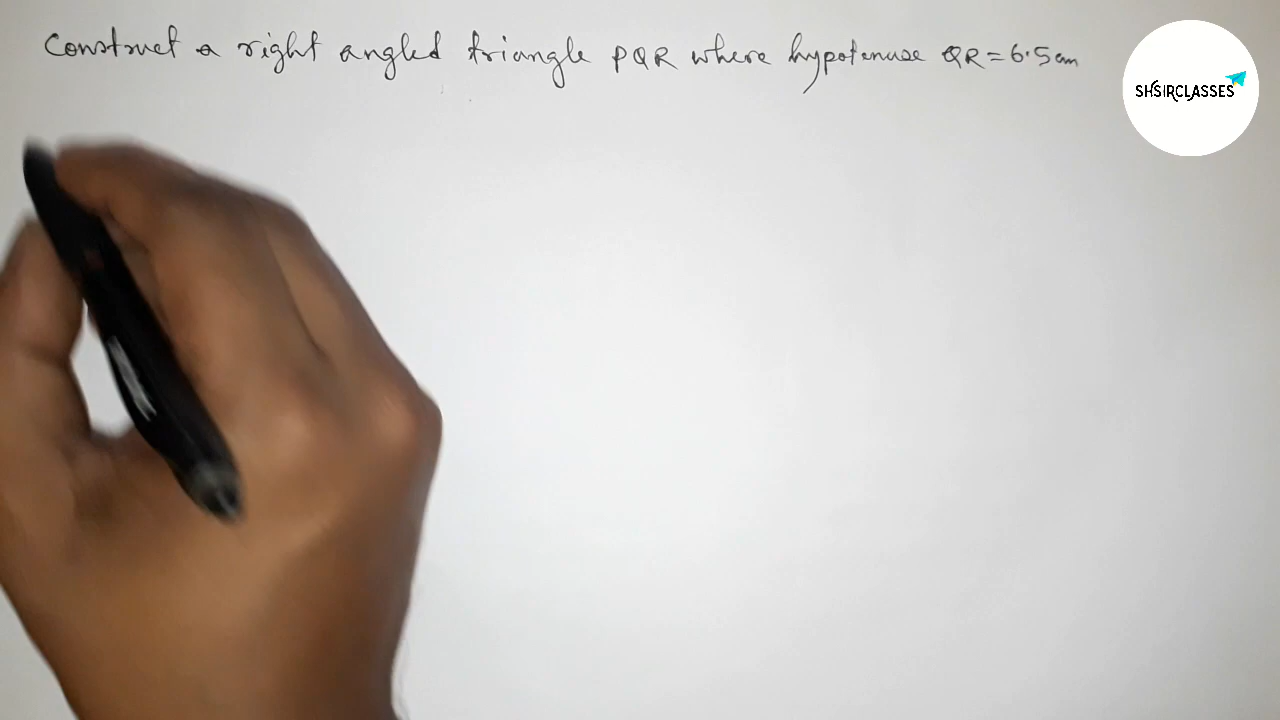 Construct a right angled triangle PQR where hypotenuse QR = 6.5 cm
SHSIRCLASSES